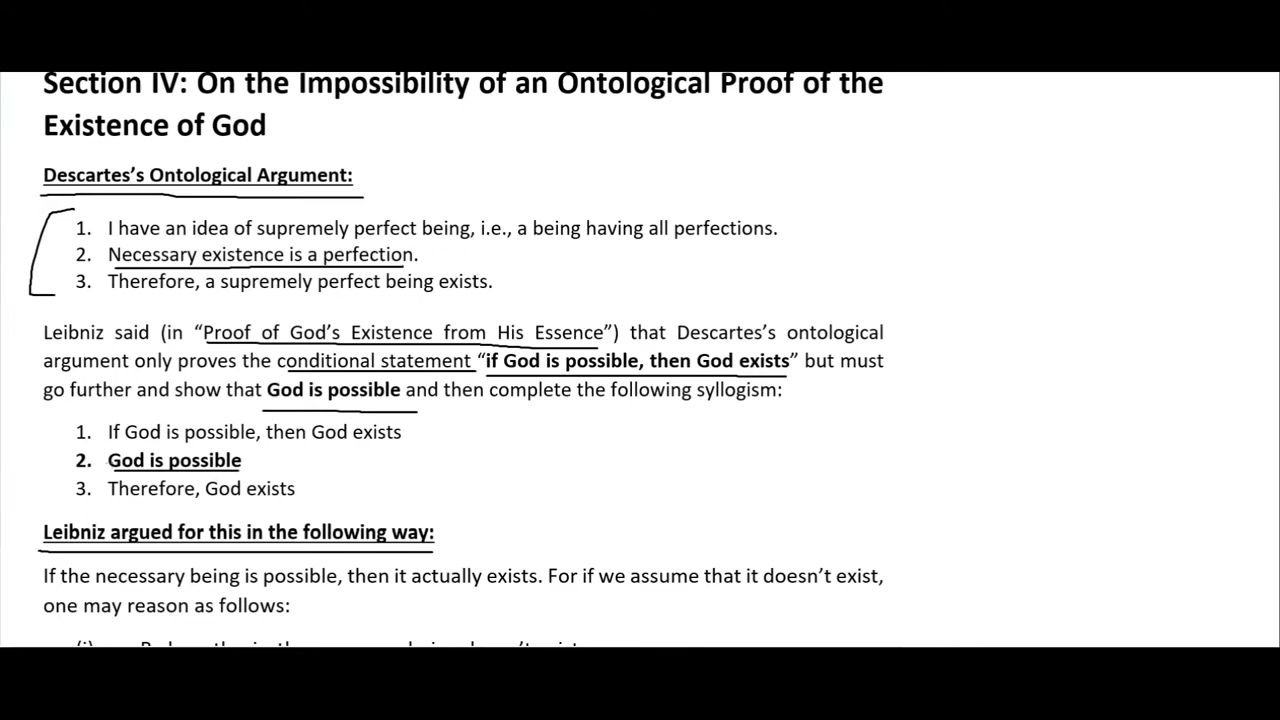 Section IV: On the Impossibility of an Ontological Proof of the
Existence of God
Descartes's Ontological Argument:
1. I have an idea of supremely perfect being, i.e., a being having all perfections.
2. Necessary existence is a perfection.
3. Therefore, a supremely perfect being exists.
Leibniz said (in “Proof of God's Existence from His Essence”) that Descartes's ontological
argument only proves the conditional statement “if God is possible, then God exists” but must
go further and show that God is possible and then complete the following syllogism:
1. If God is possible, then God exists
2. God is possible
3. Therefore, God exists
Leibniz argued for this in the following way:
If the necessary being is possible, then it actually exists. For if we assume that it doesn't exist,
one may reason as follows: